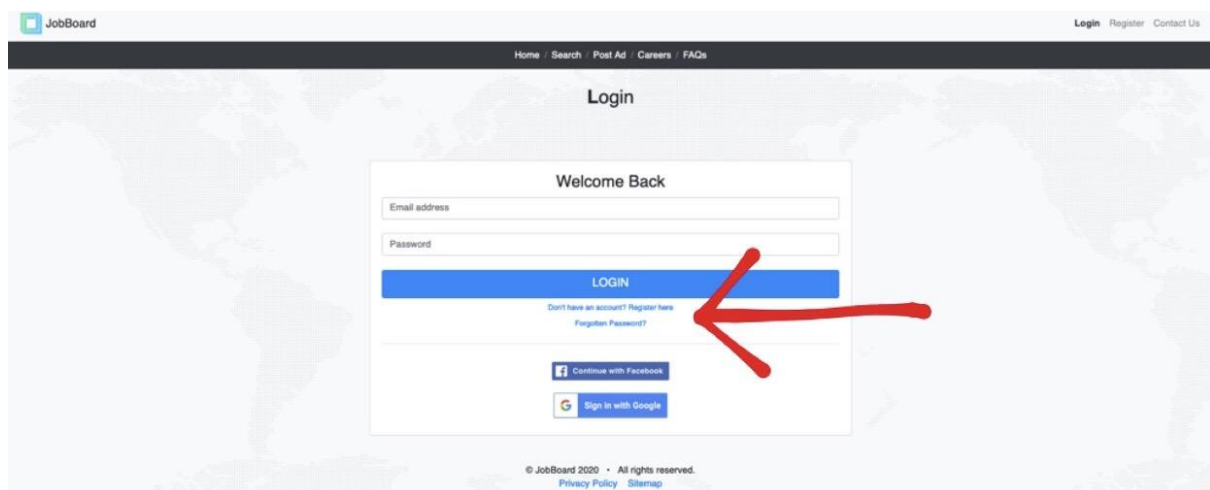 JobBoard
Login Register Contact Us
Home / Search / Post Ad / Careers / FAQs
Login
Welcome Back
Email address
Password
LOGIN
Don't have an account? Register here
Forgotten Password?
Continue with Facebook
Sign in with Google
© JobBoard 2020 · All rights reserved.
Privacy Policy Sitemap